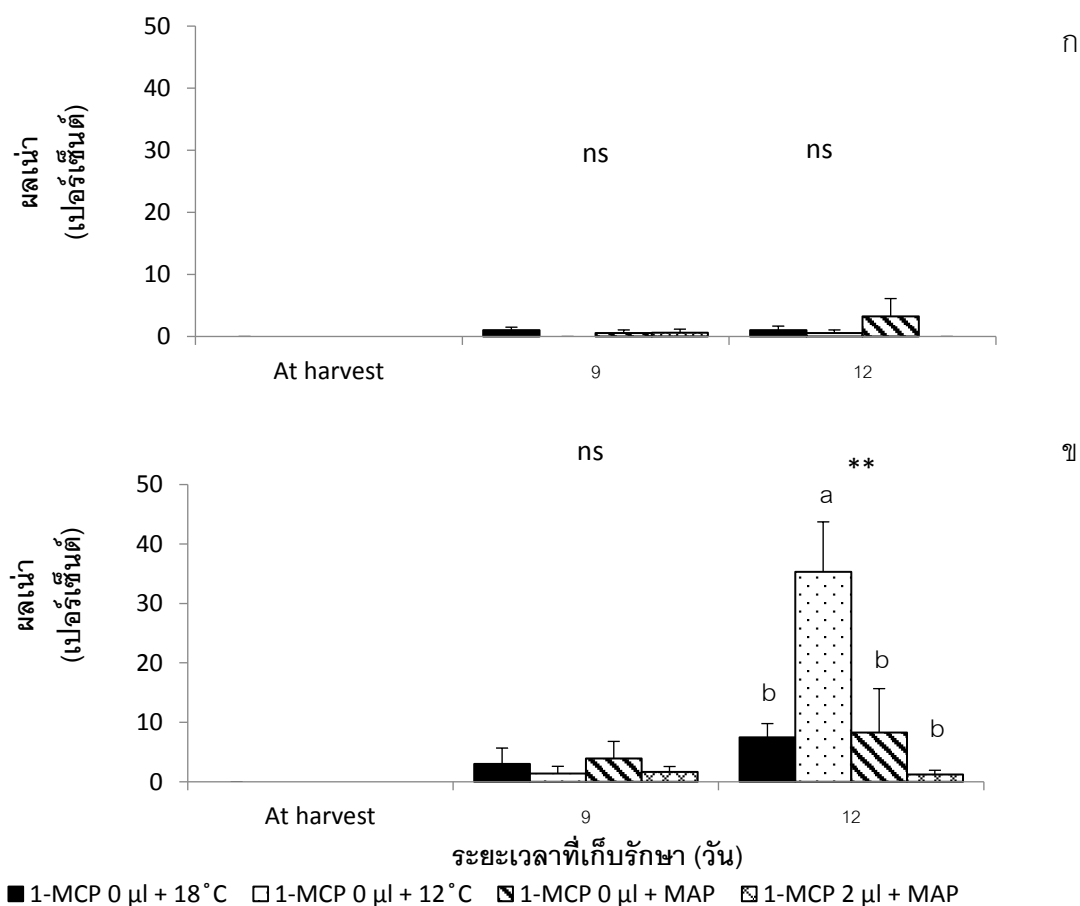 50
ก
40
30
20
10
0
ผลเน่า
(เปอร์เซ็นต์)
ns
ns
At harvest
9
12
ns
**
ข
50
40
30
20
10
0
ผลเน่า
(เปอร์เซ็นต์)
a
b
b
b
At harvest
9
12
ระยะเวลาที่เก็บรักษา (วัน)
1-MCP 0 µl + 18˚C 1-MCP 0 µl + 12˚C 1-MCP 0 µl + MAP 1-MCP 2 µl + MAP